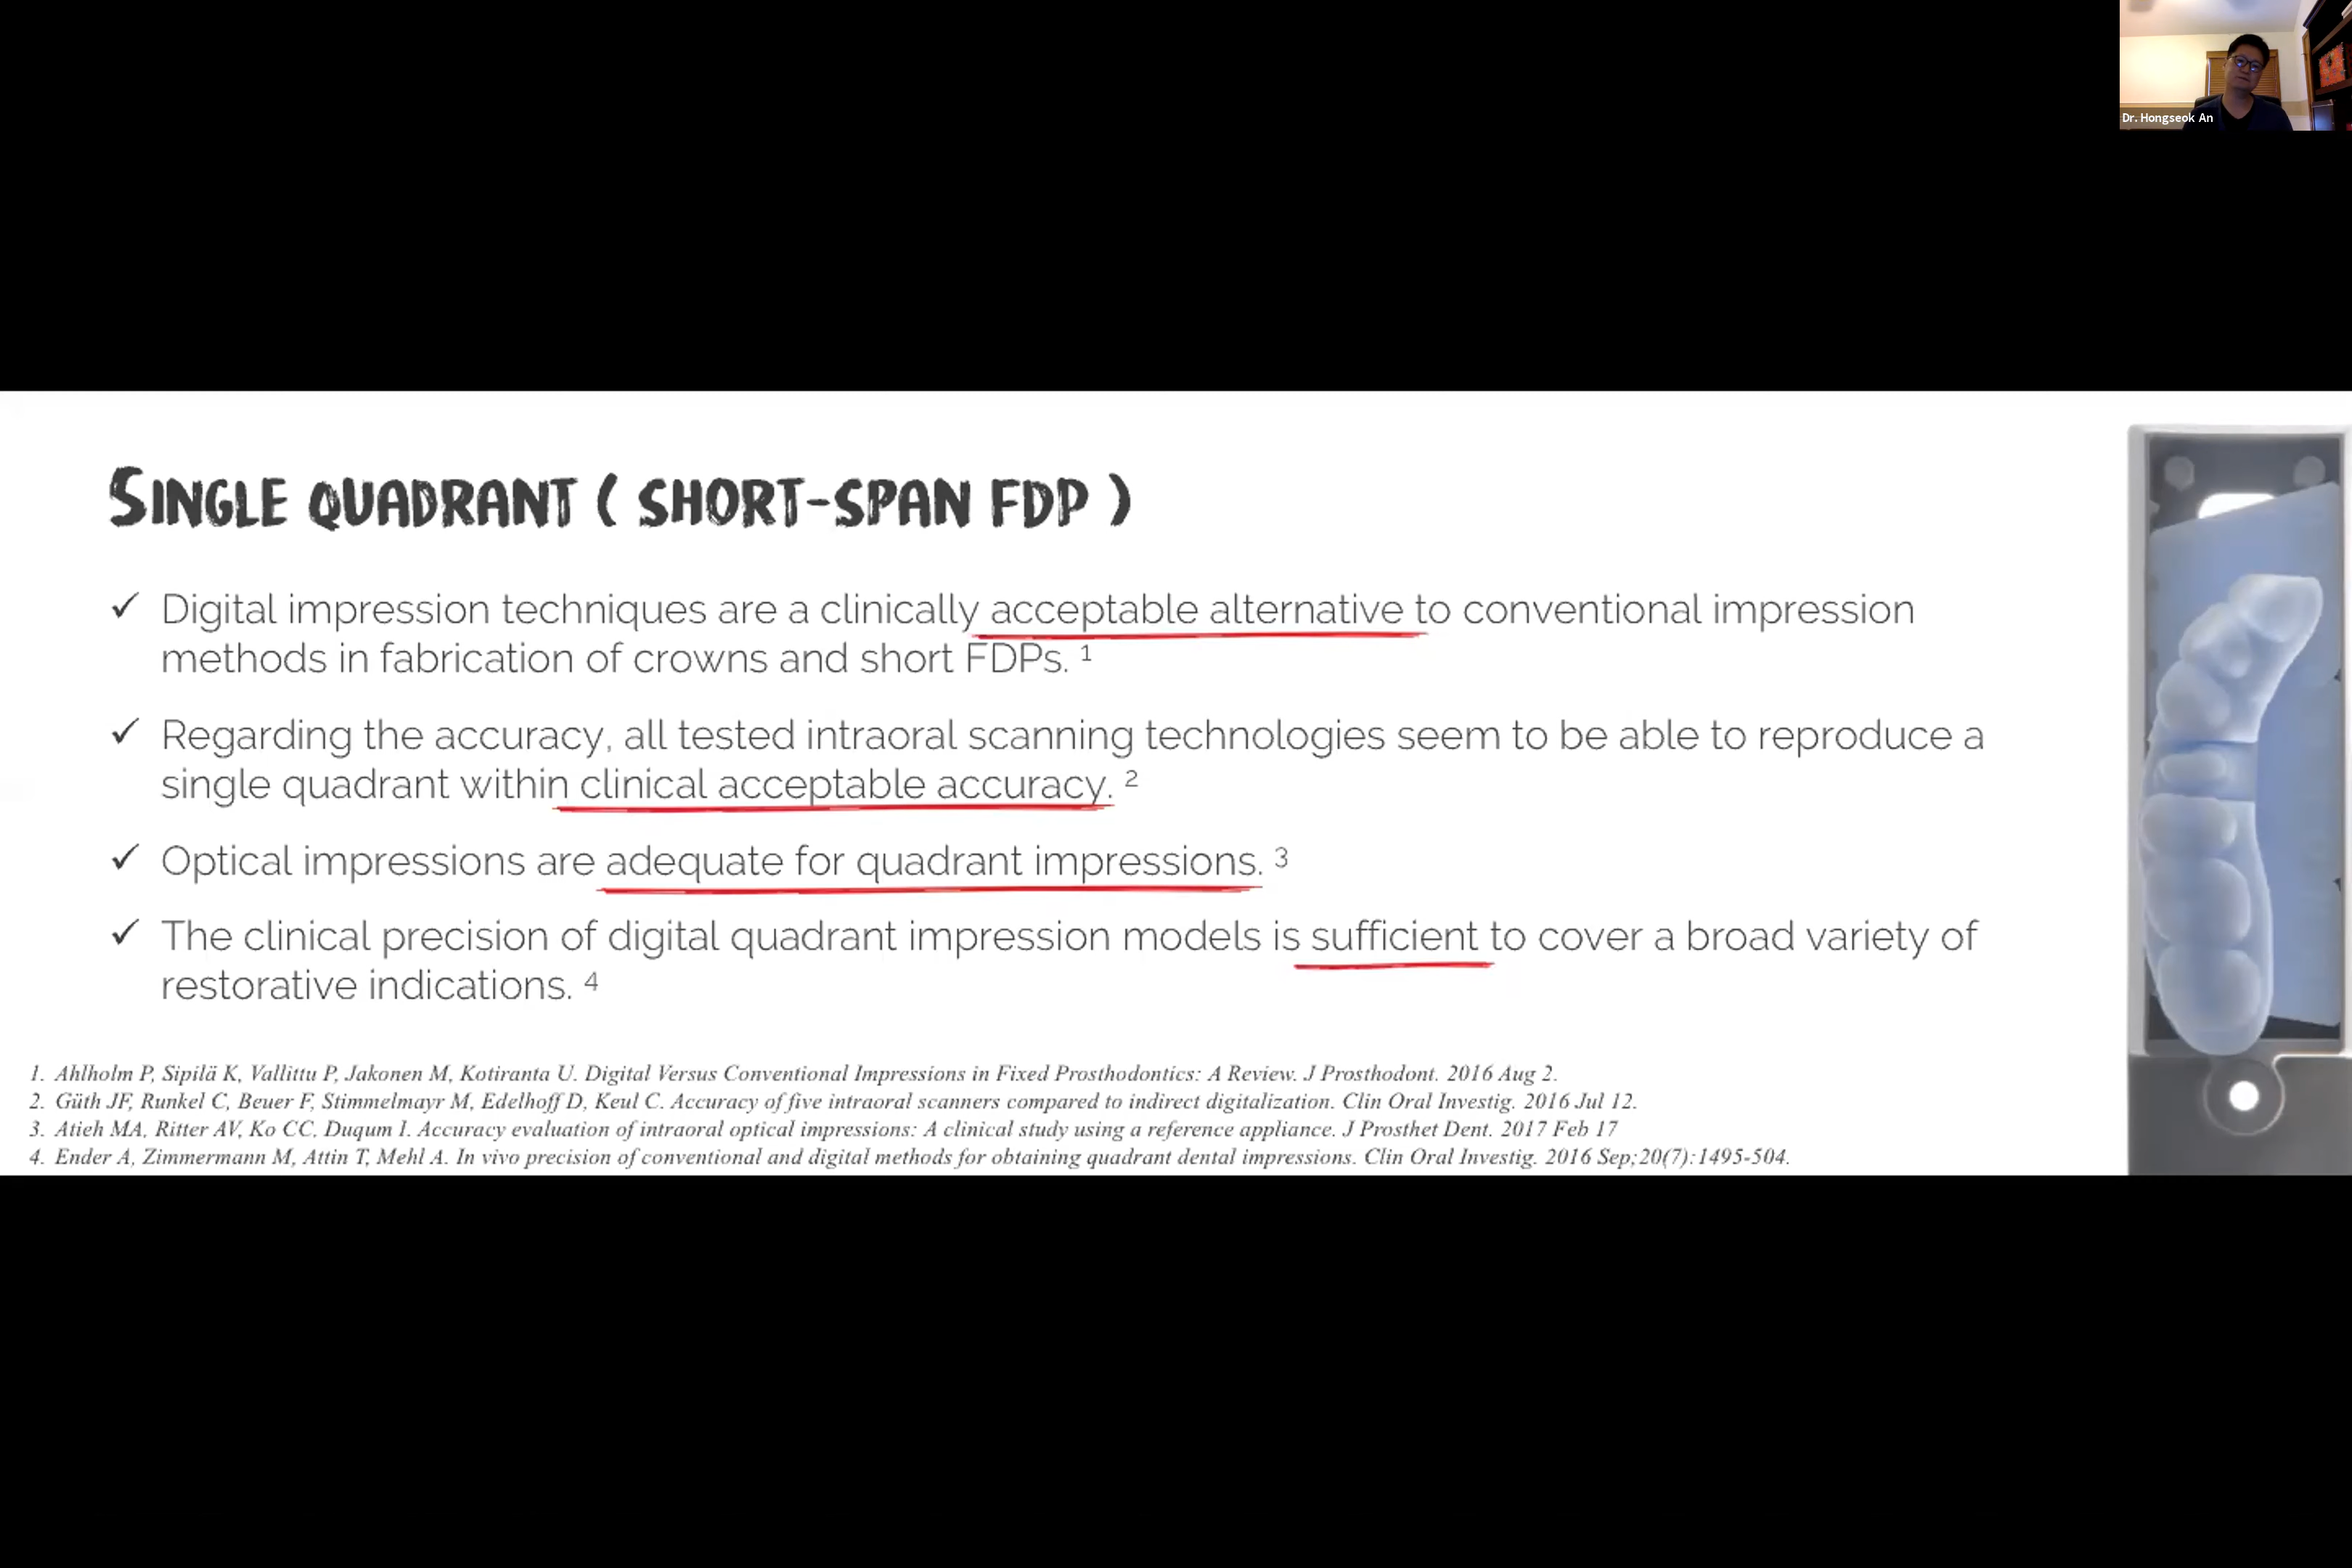 Dr. Hongseok An
SINGLE QUADRANT ( SHORT-SPAN FDP )
✓ Digital impression techniques are a clinically acceptable alternative to conventional impression
methods in fabrication of crowns and short FDPs. 1
✓ Regarding the accuracy, all tested intraoral scanning technologies seem to be able to reproduce a
single quadrant within clinical acceptable accuracy. 2
✓ Optical impressions are adequate for quadrant impressions. 3
✓ The clinical precision of digital quadrant impression models is sufficient to cover a broad variety of
restorative indications. 4
1. Ahlholm P, Sipilä K, Vallittu P, Jakonen M, Kotiranta U. Digital Versus Conventional Impressions in Fixed Prosthodontics: A Review. J Prosthodont. 2016 Aug 2.
2. Güth JF, Runkel C, Beuer F, Stimmelmayr M, Edelhoff D, Keul C. Accuracy of five intraoral scanners compared to indirect digitalization. Clin Oral Investig. 2016 Jul 12.
3. Atieh MA, Ritter AV, Ko CC, Duqum I. Accuracy evaluation of intraoral optical impressions: A clinical study using a reference appliance. J Prosthet Dent. 2017 Feb 17
4. Ender A, Zimmermann M, Attin T, Mehl A. In vivo precision of conventional and digital methods for obtaining quadrant dental impressions. Clin Oral Investig. 2016 Sep;20(7):1495-504.